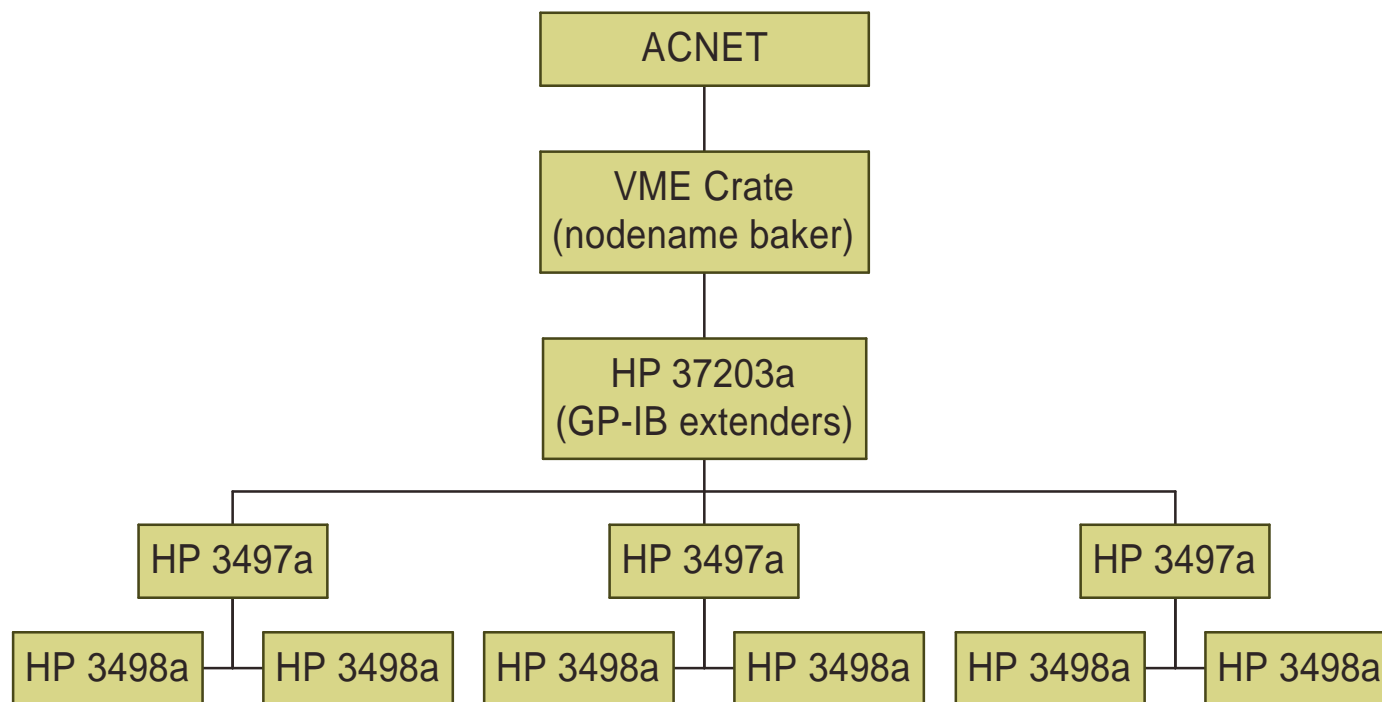 ACNET
VME Crate
(nodename baker)
HP 37203a
(GP-IB extenders)
HP 3497a
HP 3497a
HP 3497a
HP 3498a
HP 3498a
HP 3498a
HP 3498a
HP 3498a
HP 3498a